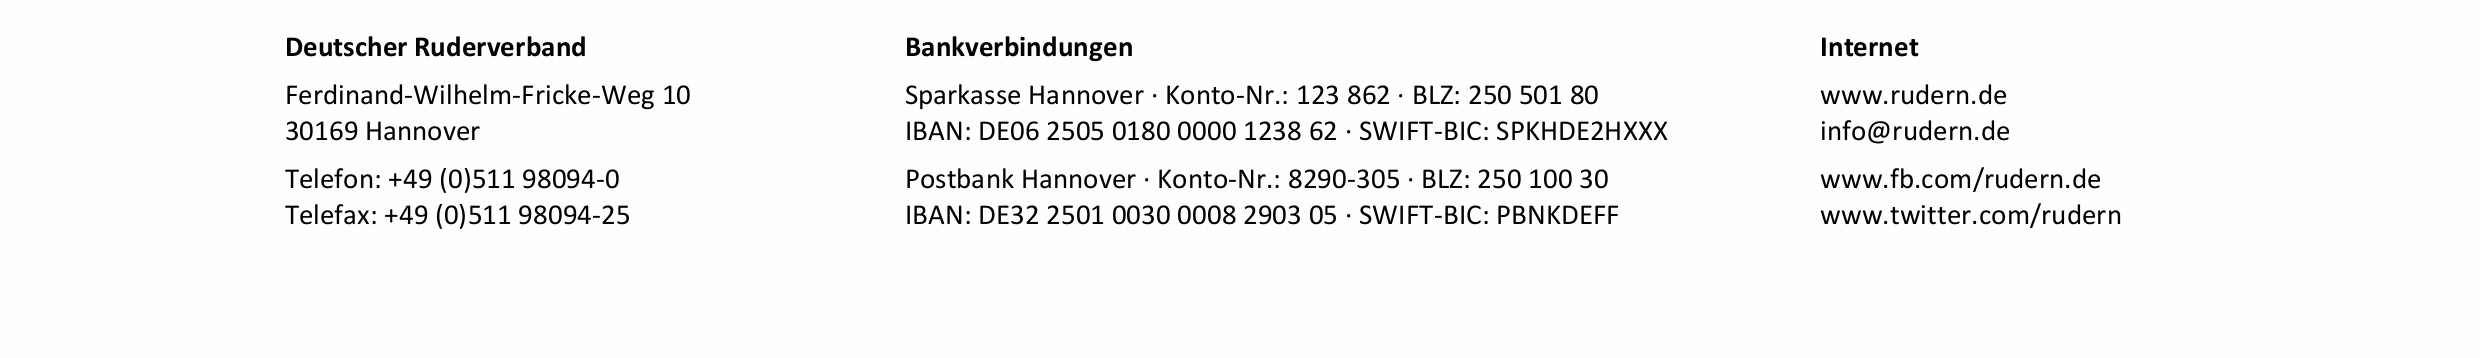 Deutscher Ruderverband
Ferdinand-Wilhelm-Fricke-Weg 10
30169 Hannover
Telefon: +49 (0)511 98094-0
Telefax: +49 (0)511 98094-25
Bankverbindungen
Sparkasse Hannover · Konto-Nr.: 123 862 · BLZ: 250 501 80
IBAN: DE06 2505 0180 0000 1238 62 · SWIFT-BIC: SPKHDE2HXXX
Postbank Hannover · Konto-Nr.: 8290-305 · BLZ: 250 100 30
IBAN: DE32 2501 0030 0008 2903 05 · SWIFT-BIC: PBNKDEFF
Internet
www.rudern.de
info@rudern.de
www.fb.com/rudern.de
www.twitter.com/rudern